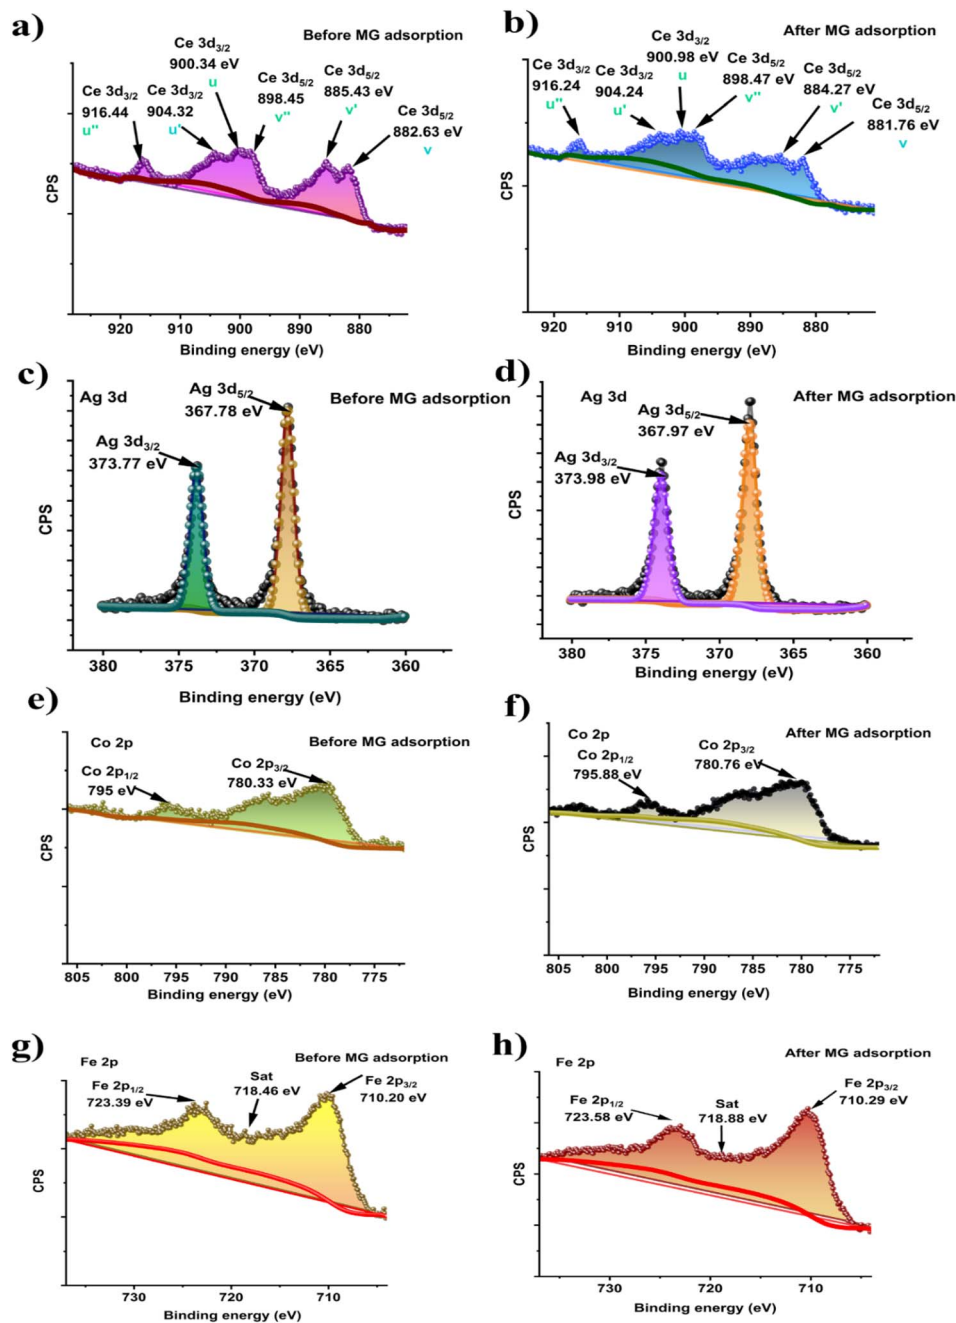 a)
Before MG adsorption
Ce 3d3/2
900.34 eV
u
Ce 3d3/2
916.44
u''
Ce 3d3/2
904.32
u'
Ce 3d5/2
898.45
v''
Ce 3d5/2
885.43 eV
v'
Ce 3d5/2
882.63 eV
v
CPS
920
910
900
890
880
Binding energy (eV)
b)
After MG adsorption
Ce 3d3/2
900.98 eV
u
Ce 3d3/2
916.24
u''
Ce 3d3/2
904.24
u'
Ce 3d5/2
898.47 eV
v''
Ce 3d5/2
884.27 eV
v'
Ce 3d5/2
881.76 eV
v
CPS
920
910
900
890
880
Binding energy (eV)
c)
Ag 3d
Ag 3d5/2
367.78 eV
Before MG adsorption
Ag 3d3/2
373.77 eV
CPS
380
375
370
365
360
Binding energy (eV)
d)
Ag 3d
After MG adsorption
Ag 3d5/2
367.97 eV
Ag 3d3/2
373.98 eV
CPS
380
375
370
365
360
Binding energy (eV)
e)
Co 2p
Before MG adsorption
Co 2p3/2
780.33 eV
Co 2p1/2
795 eV
CPS
805
800
795
790
785
780
775
Binding energy (eV)
f)
Co 2p
After MG adsorption
Co 2p1/2
795.88 eV
Co 2p3/2
780.76 eV
CPS
805
800
795
790
785
780
775
Binding energy (eV)
g)
Fe 2p
Before MG adsorption
Fe 2p1/2
723.39 eV
Sat
718.46 eV
Fe 2p3/2
710.20 eV
CPS
730
720
710
Binding energy (eV)
h)
Fe 2p
After MG adsorption
Fe 2p1/2
723.58 eV
Sat
718.88 eV
Fe 2p3/2
710.29 eV
CPS
730
720
710
Binding energy (eV)